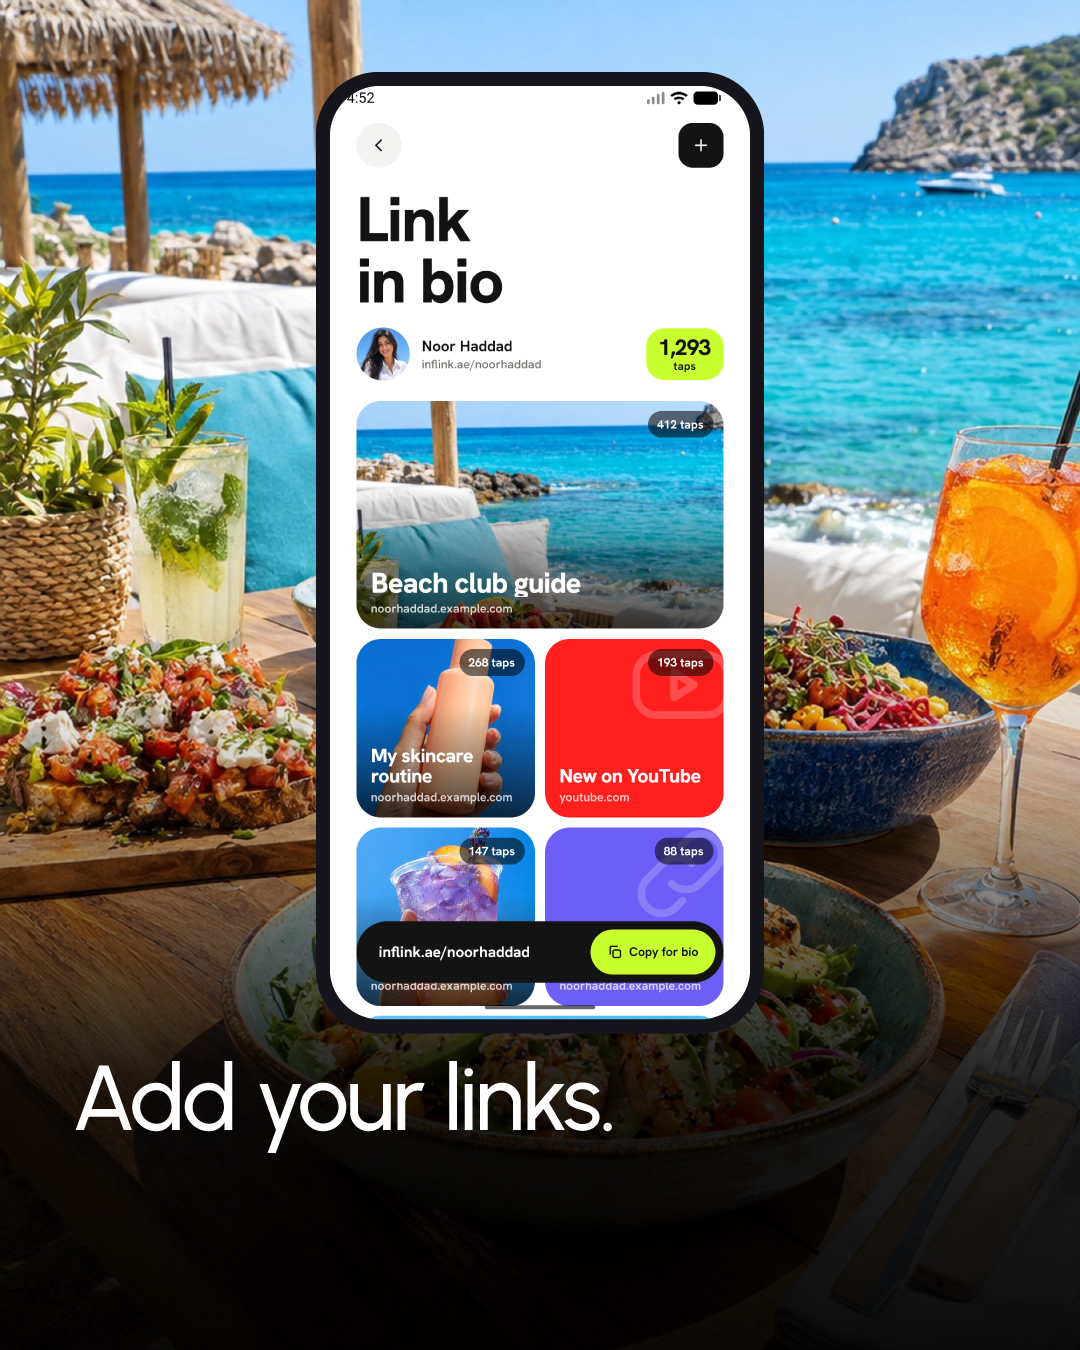 4:52
Link
in bio
Noor Haddad
inflink.ae/noorhaddad
1,293
taps
412 taps
Beach club guide
noorhaddad.example.com
268 taps
My skincare
routine
noorhaddad.example.com
193 taps
New on YouTube
youtube.com
147 taps
88 taps
inflink.ae/noorhaddad
Copy for bio
noorhaddad.example.com
noorhaddad.example.com
Add your links.